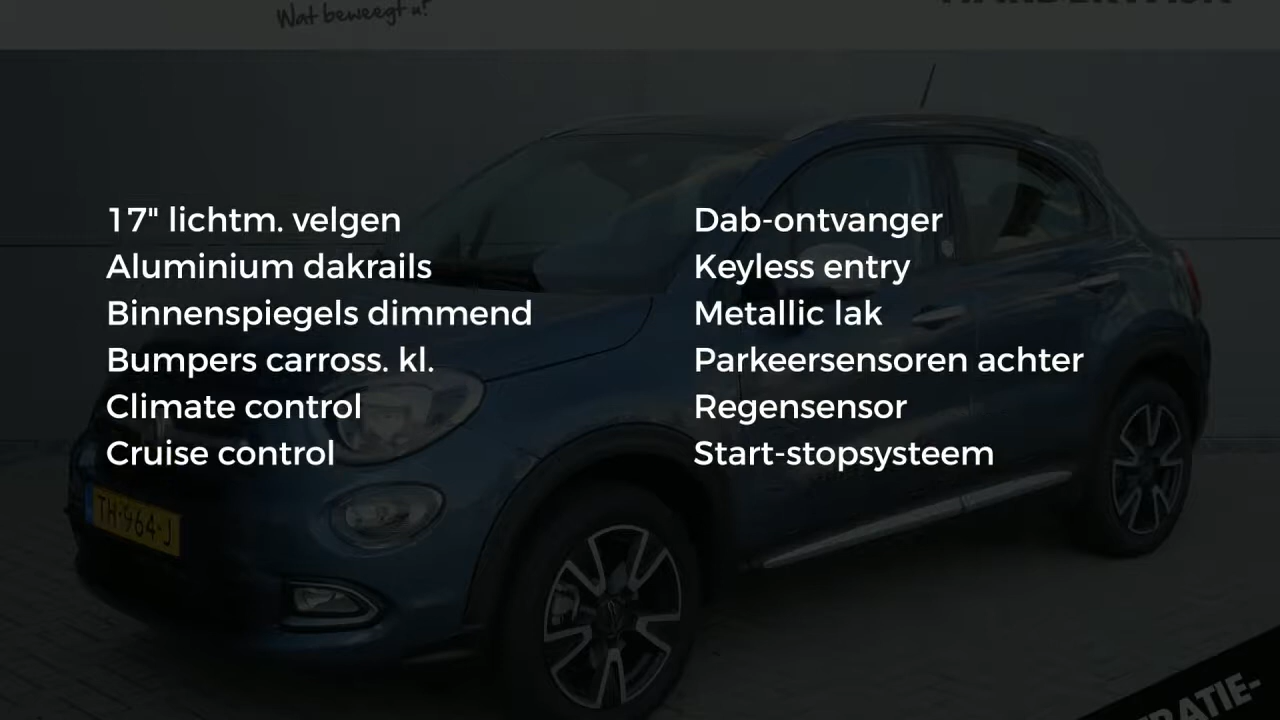 Wat beweegt u?
17" lichtm. velgen
Aluminium dakrails
Binnenspiegels dimmend
Bumpers carross. kl.
Climate control
Cruise control
Dab-ontvanger
Keyless entry
Metallic lak
Parkeersensoren achter
Regensensor
Start-stopsysteem
TH-964-J